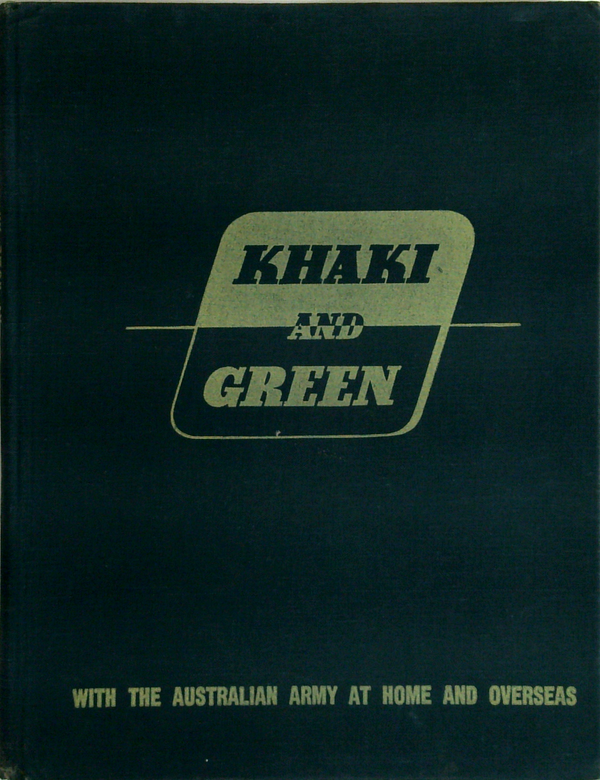 KHAKI
AND
GREEN
WITH THE AUSTRALIAN ARMY AT HOME AND OVERSEAS